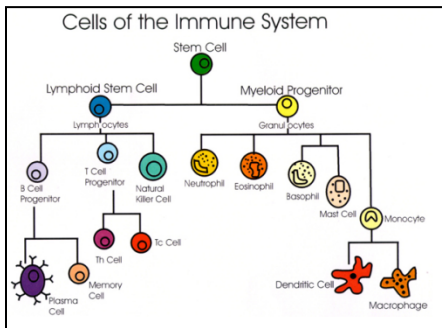 Cells of the Immune System
Stem Cell
Lymphoid Stem Cell
Myeloid Progenitor
Lymphocytes
Granulocytes
B Cell
Progenitor
T Cell
Progenitor
Natural
Killer Cell
Neutrophil
Eosinophil
Basophil
Mast Cell
Monocyte
Th Cell
Tc Cell
Plasma
Cell
Memory
Cell
Dendritic Cell
Macrophage